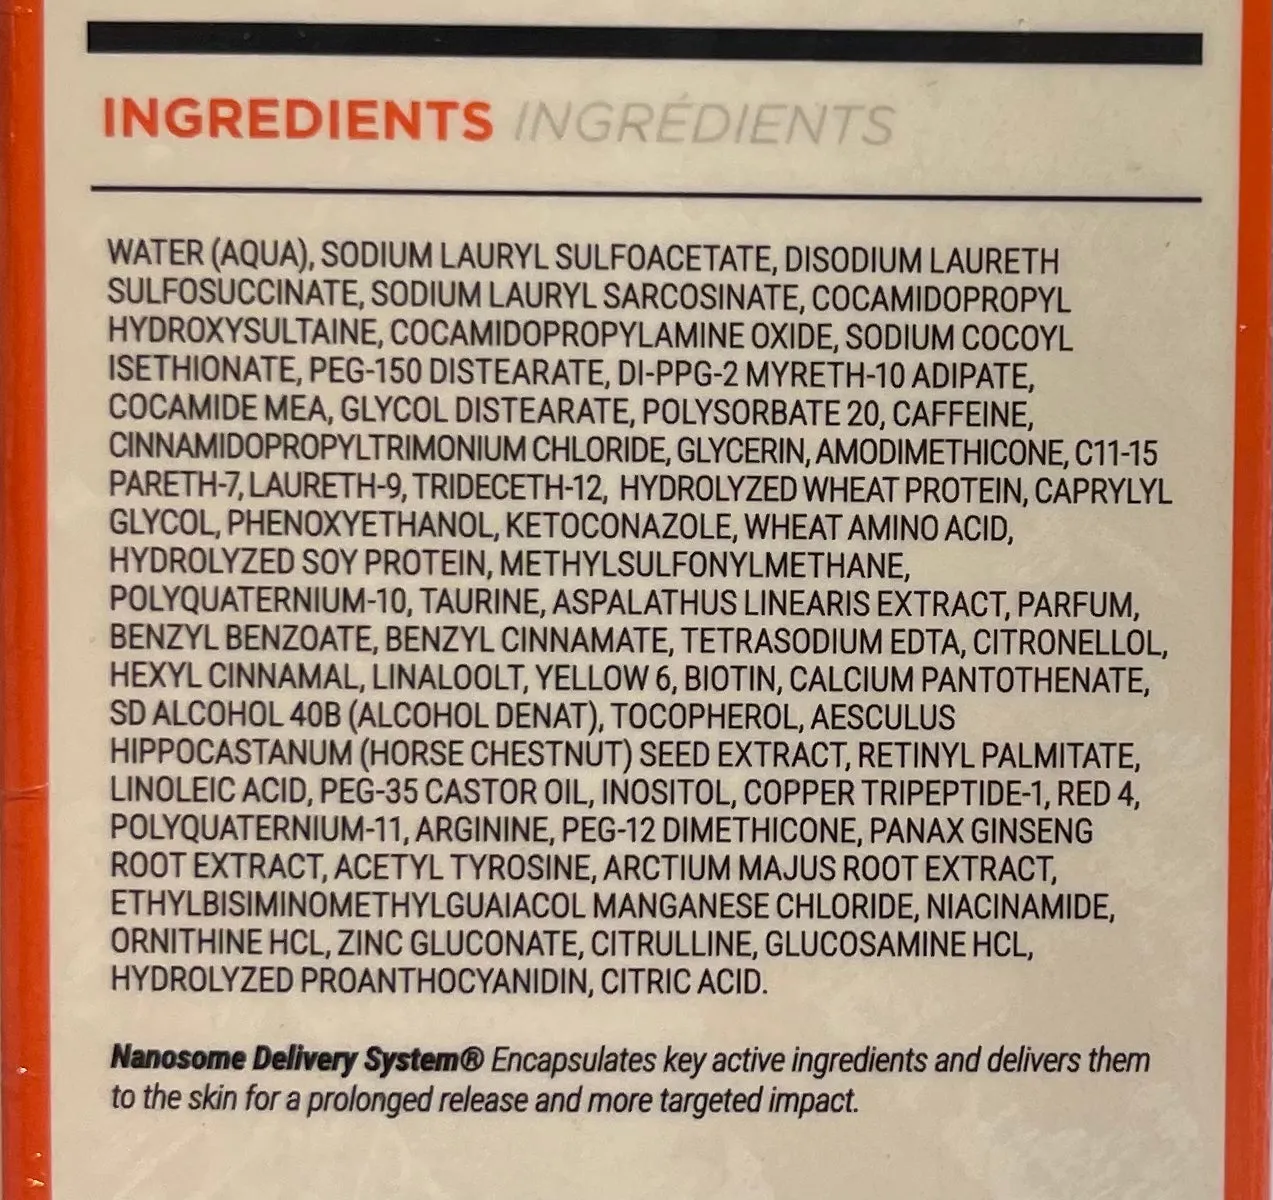 INGREDIENTS INGRÉDIENTS
WATER (AQUA), SODIUM LAURYL SULFOACETATE, DISODIUM LAURETH
SULFOSUCCINATE, SODIUM LAURYL SARCOSINATE, COCAMIDOPROPYL
HYDROXYSULTAINE, COCAMIDOPROPYLAMINE OXIDE, SODIUM COCOYL
ISETHIONATE, PEG-150 DISTEARATE, DI-PPG-2 MYRETH-10 ADIPATE,
COCAMIDE MEA, GLYCOL DISTEARATE, POLYSORBATE 20, CAFFEINE,
CINNAMIDOPROPYLTRIMONIUM CHLORIDE, GLYCERIN, AMODIMETHICONE, C11-15
PARETH-7, LAURETH-9, TRIDECETH-12, HYDROLYZED WHEAT PROTEIN, CAPRYLYL
GLYCOL, PHENOXYETHANOL, KETOCONAZOLE, WHEAT AMINO ACID,
HYDROLYZED SOY PROTEIN, METHYLSULFONYLMETHANE,
POLYQUATERNIUM-10, TAURINE, ASPALATHUS LINEARIS EXTRACT, PARFUM,
BENZYL BENZOATE, BENZYL CINNAMATE, TETRASODIUM EDTA, CITRONELLOL,
HEXYL CINNAMAL, LINALOOLT, YELLOW 6, BIOTIN, CALCIUM PANTOTHENATE,
SD ALCOHOL 40B (ALCOHOL DENAT), TOCOPHEROL, AESCULUS
HIPPOCASTANUM (HORSE CHESTNUT) SEED EXTRACT, RETINYL PALMITATE,
LINOLEIC ACID, PEG-35 CASTOR OIL, INOSITOL, COPPER TRIPEPTIDE-1, RED 4,
POLYQUATERNIUM-11, ARGININE, PEG-12 DIMETHICONE, PANAX GINSENG
ROOT EXTRACT, ACETYL TYROSINE, ARCTIUM MAJUS ROOT EXTRACT,
ETHYLBISIMINOMETHYLGUAIACOL MANGANESE CHLORIDE, NIACINAMIDE,
ORNITHINE HCL, ZINC GLUCONATE, CITRULLINE, GLUCOSAMINE HCL,
HYDROLYZED PROANTHOCYANIDIN, CITRIC ACID.
Nanosome Delivery System® Encapsulates key active ingredients and delivers them
to the skin for a prolonged release and more targeted impact.